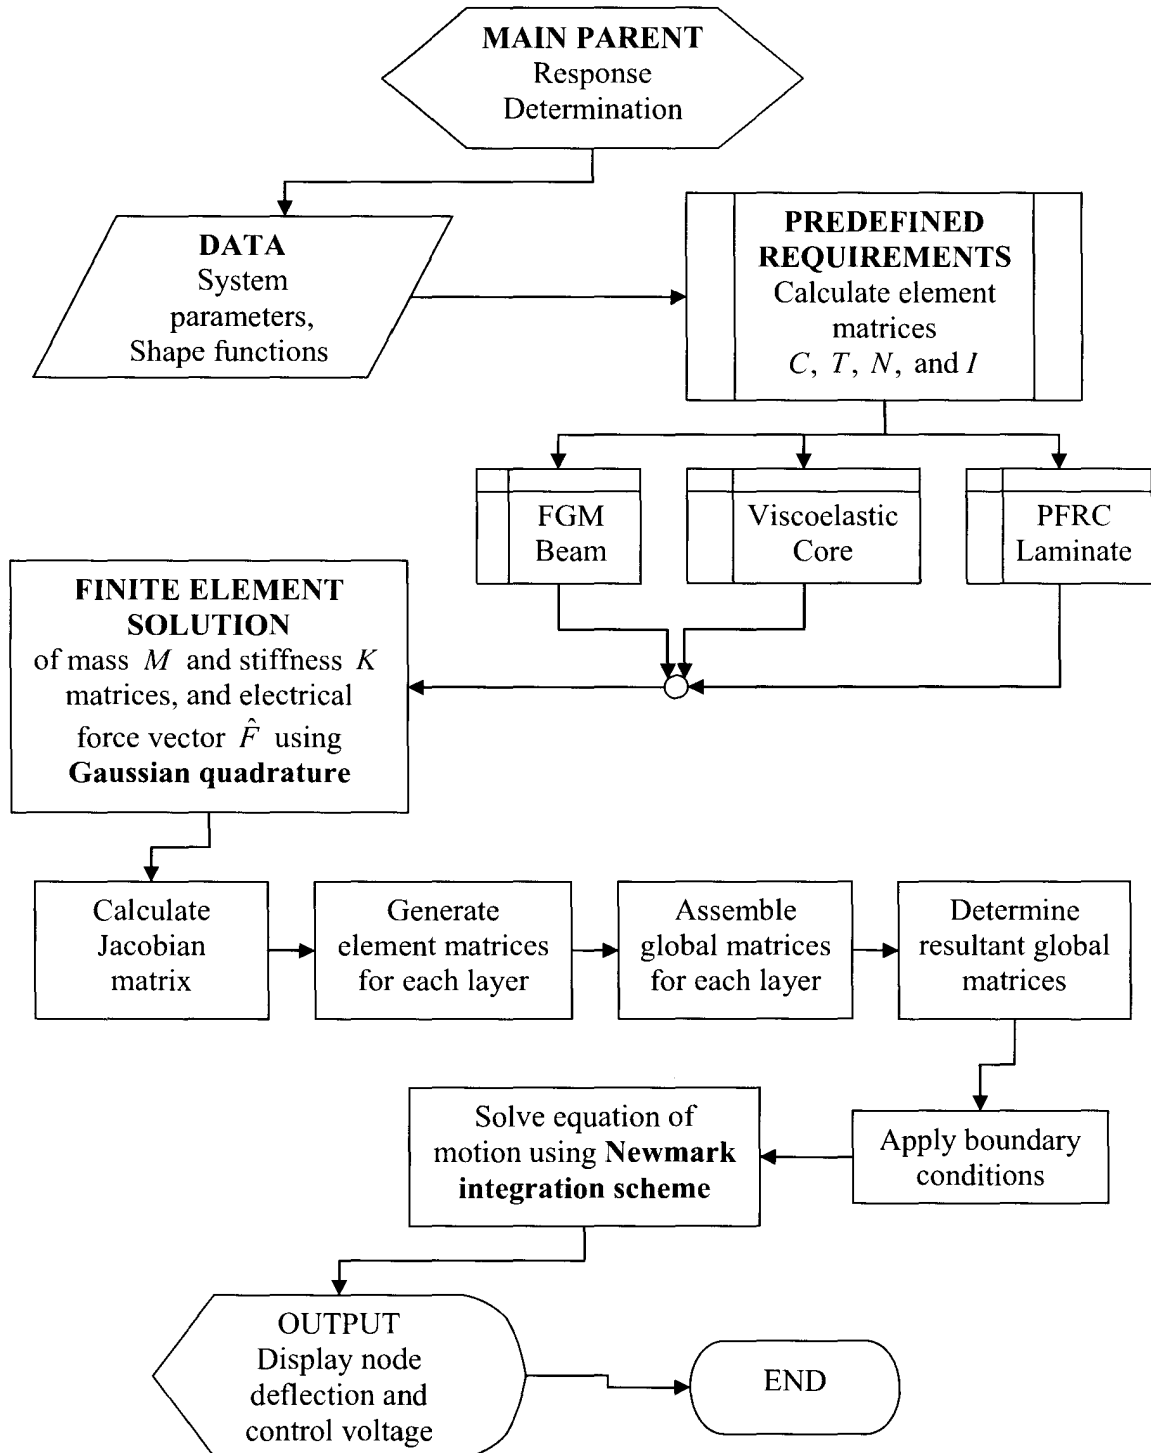 MAIN PARENT
Response
Determination
DATA
System
parameters,
Shape functions
PREDEFINED
REQUIREMENTS
Calculate element
matrices
C, T, N, and I
FGM
Beam
Viscoelastic
Core
PFRC
Laminate
FINITE ELEMENT
SOLUTION
of mass M and stiffness K
matrices, and electrical
force vector F̂ using
Gaussian quadrature
Calculate
Jacobian
matrix
Generate
element matrices
for each layer
Assemble
global matrices
for each layer
Determine
resultant global
matrices
Apply boundary
conditions
Solve equation of
motion using Newmark
integration scheme
OUTPUT
Display node
deflection and
control voltage
END